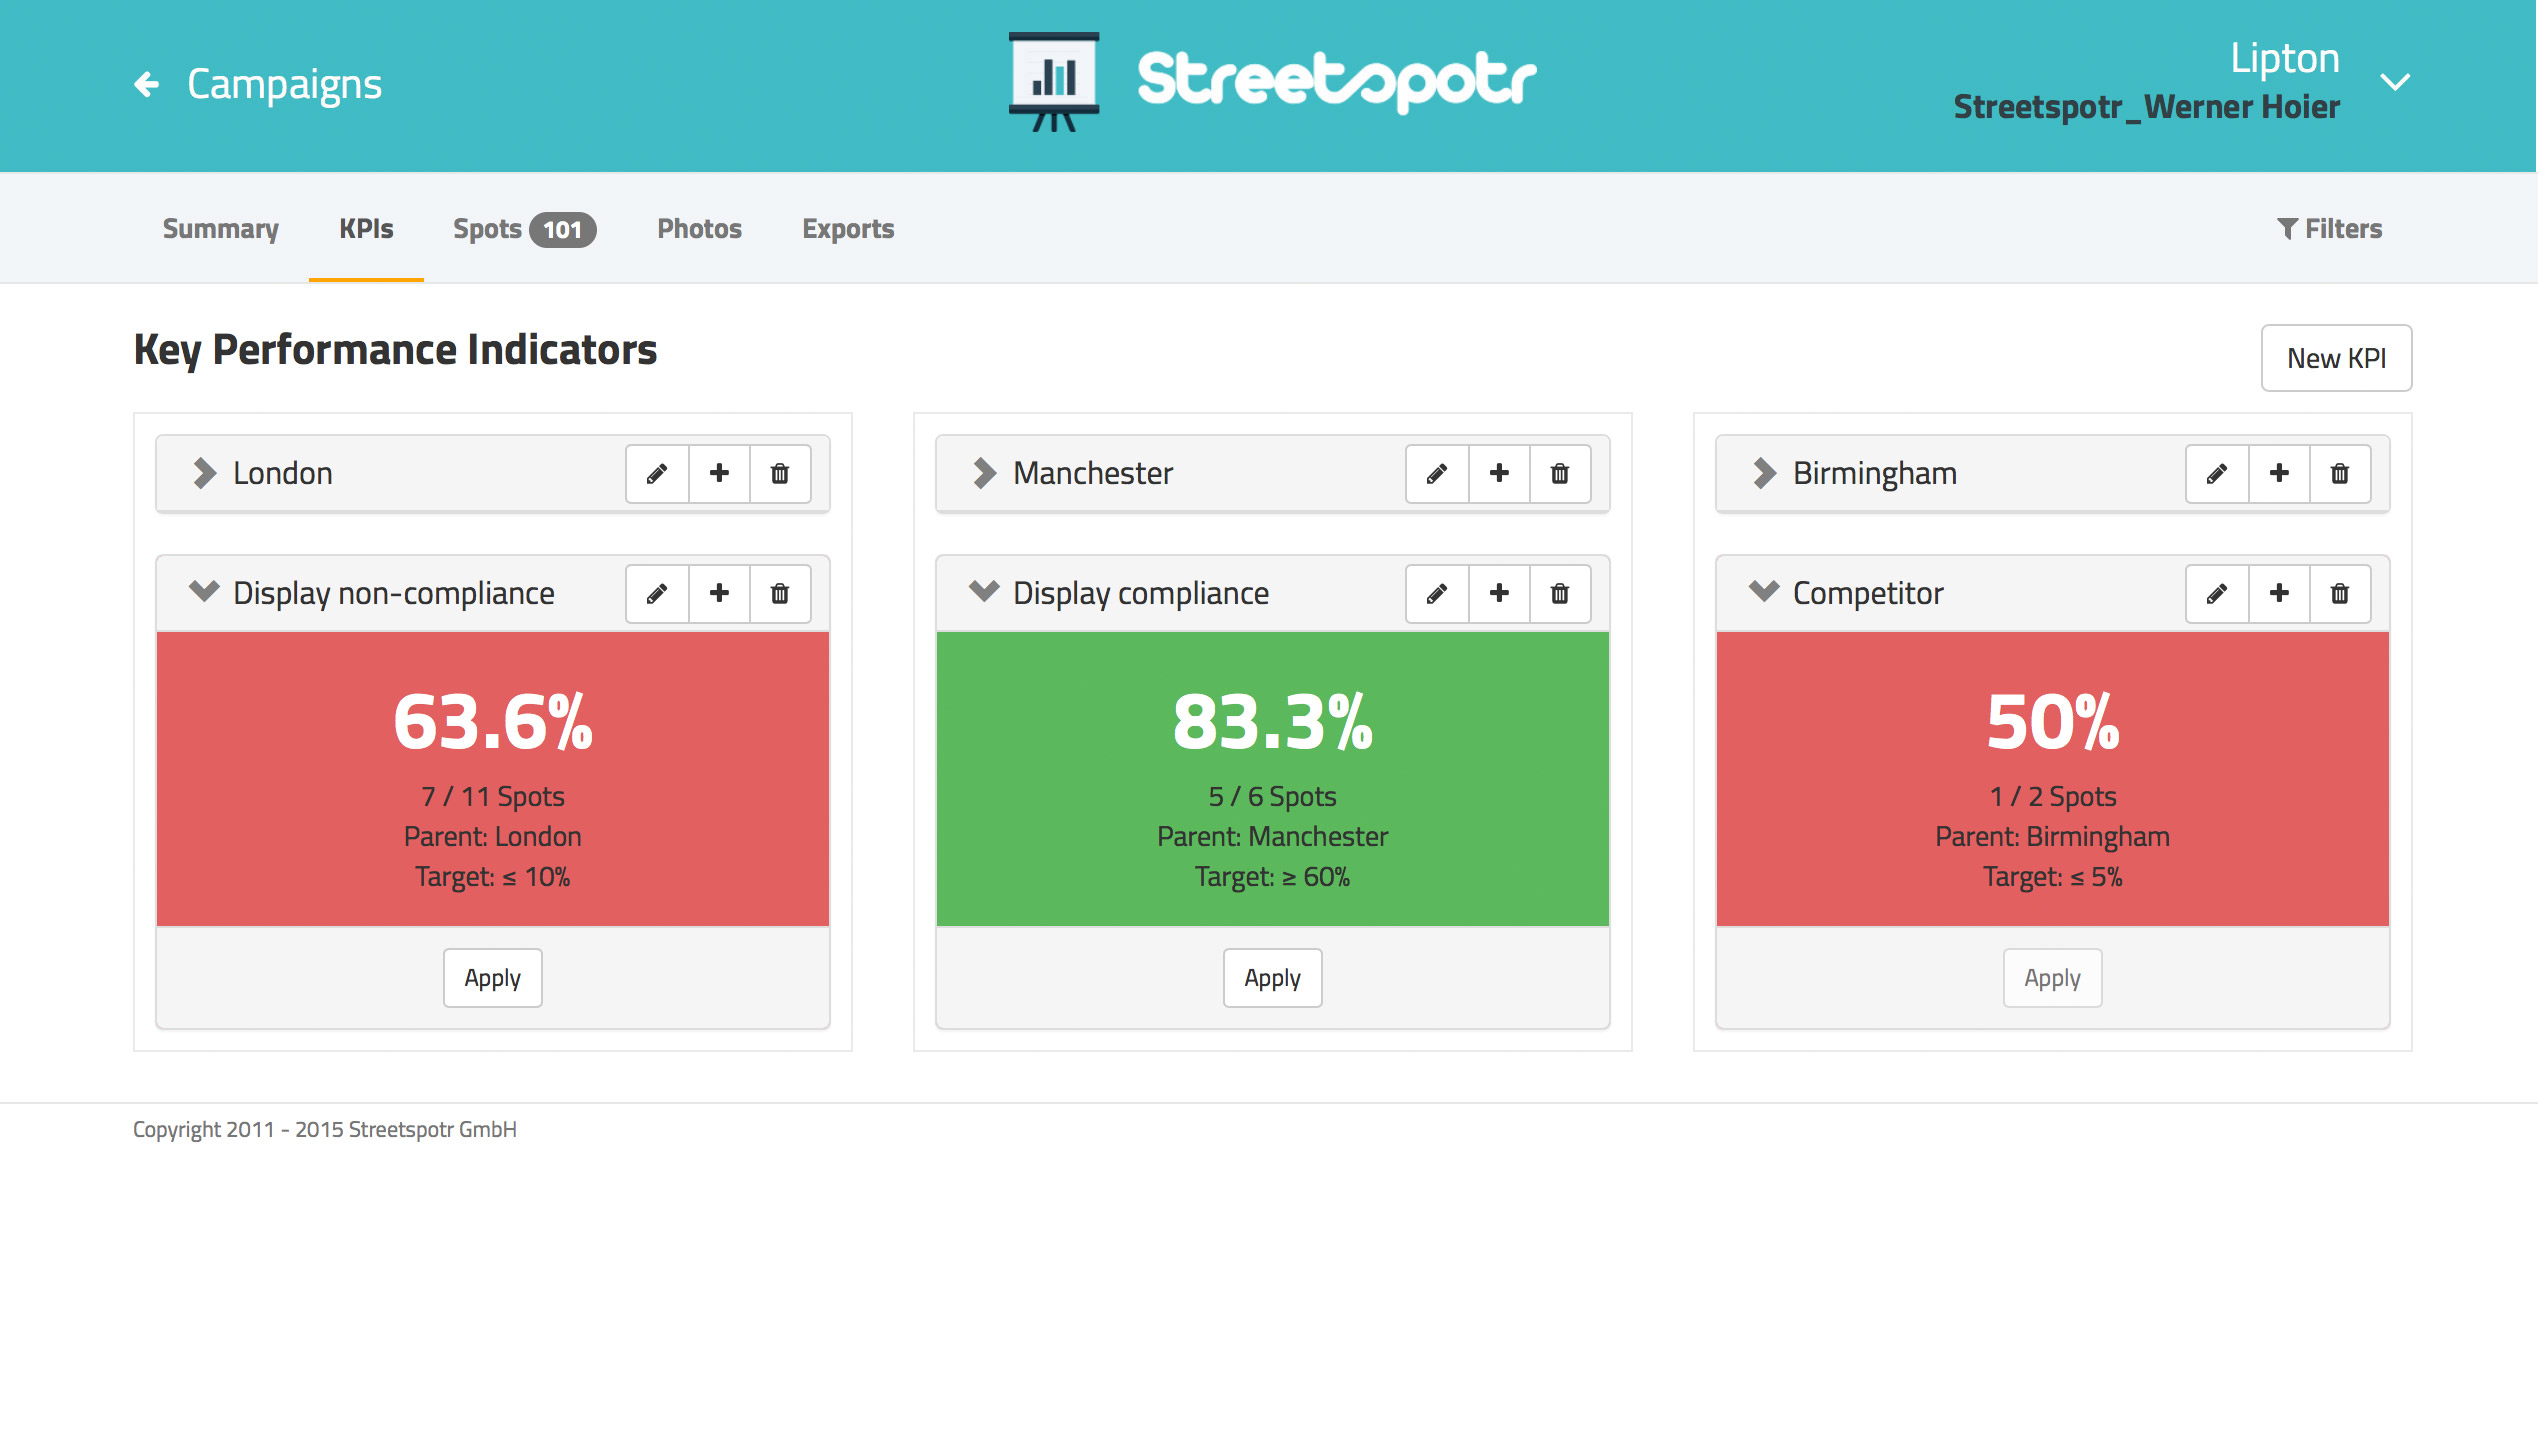 Campaigns
Streetspotr
Lipton
Streetspotr_Werner Hoier
Summary
KPIs
Spots 101
Photos
Exports
Filters
Key Performance Indicators
New KPI
London
Manchester
Birmingham
Display non-compliance
63.6%
7 / 11 Spots
Parent: London
Target: ≤ 10%
Apply
Display compliance
83.3%
5 / 6 Spots
Parent: Manchester
Target: ≥ 60%
Apply
Competitor
50%
1 / 2 Spots
Parent: Birmingham
Target: ≤ 5%
Apply
Copyright 2011 - 2015 Streetspotr GmbH